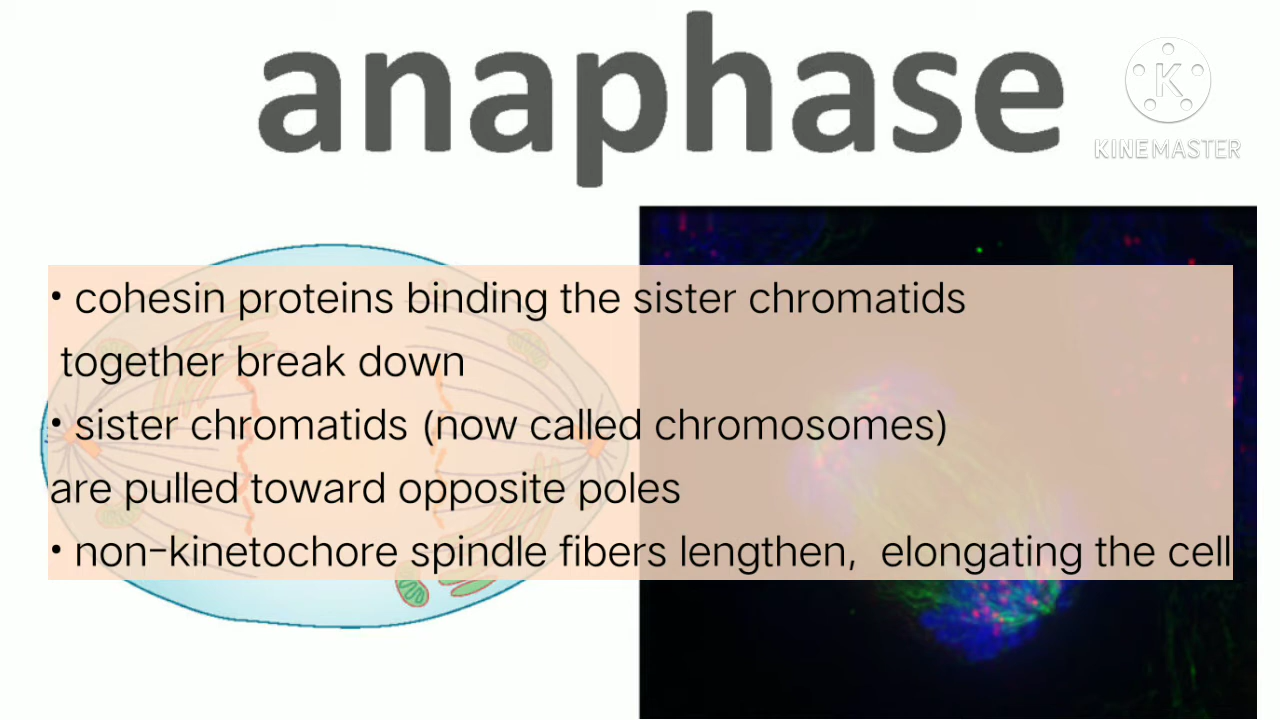 anaphase
K
KINEMASTER
• cohesin proteins binding the sister chromatids
together break down
• sister chromatids (now called chromosomes)
are pulled toward opposite poles
• non-kinetochore spindle fibers lengthen, elongating the cell